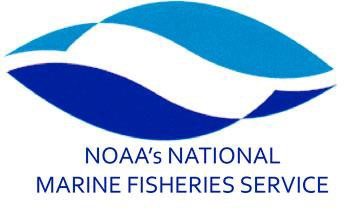 NOAA's NATIONAL
MARINE FISHERIES SERVICE